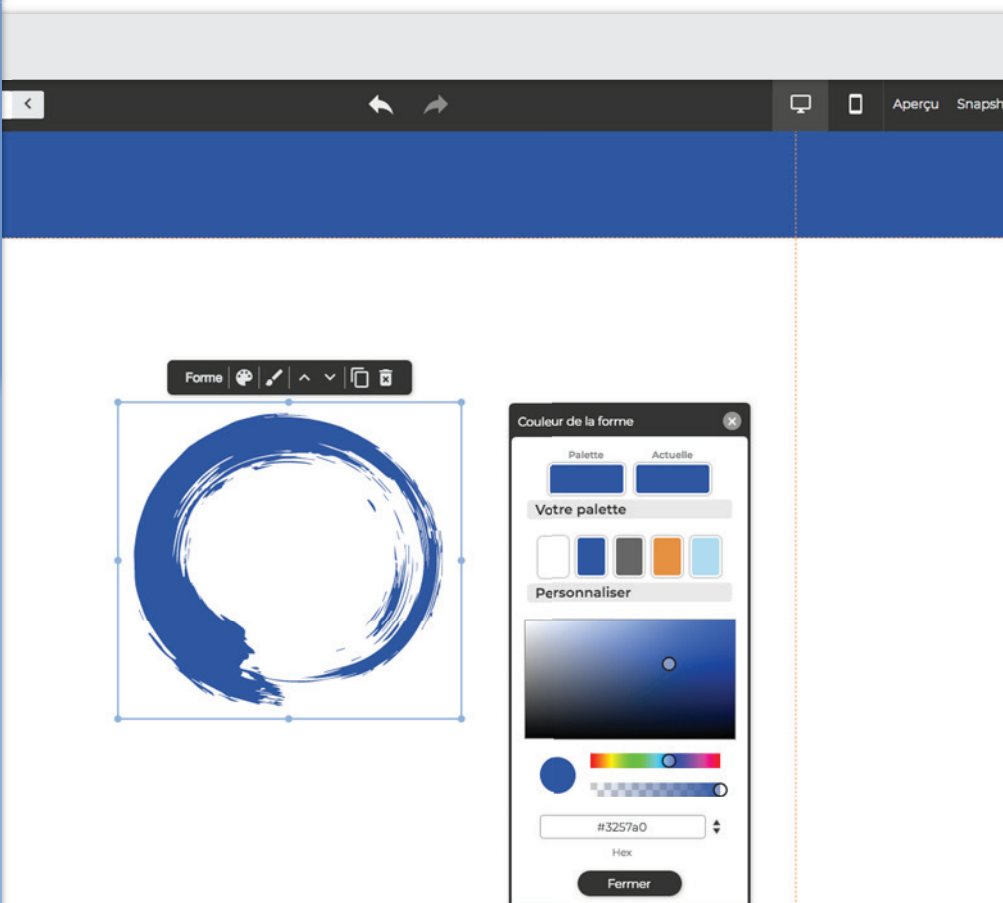 Aperçu Snapsh
Forme
Couleur de la forme
Palette Actuelle
Votre palette
Personnaliser
#3257a0
Hex
Fermer